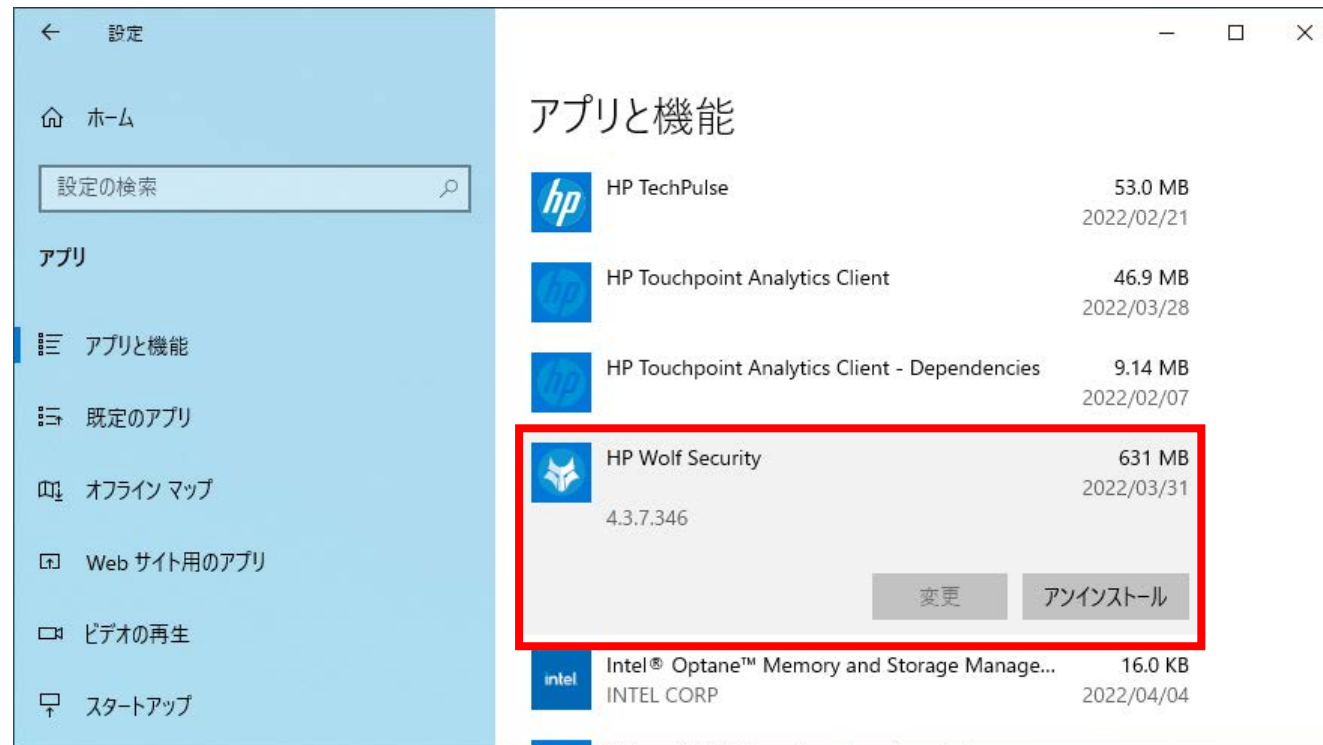 設定
ホーム
設定の検索
アプリ
アプリと機能
既定のアプリ
オフライン マップ
Web サイト用のアプリ
ビデオの再生
スタートアップ
アプリと機能
hp
HP TechPulse 53.0 MB
2022/02/21
hp
HP Touchpoint Analytics Client 46.9 MB
2022/03/28
hp
HP Touchpoint Analytics Client - Dependencies 9.14 MB
2022/02/07
HP Wolf Security 631 MB
2022/03/31
4.3.7.346
変更 アンインストール
intel
Intel® Optane™ Memory and Storage Manage... 16.0 KB
INTEL CORP 2022/04/04